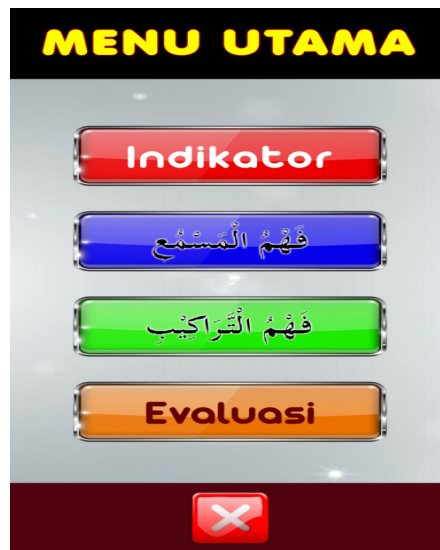 MENU UTAMA
Indikator
فَهْمُ الْمَسْمُع
فَهْمُ التَّرَاكِيْبِ
Evaluasi